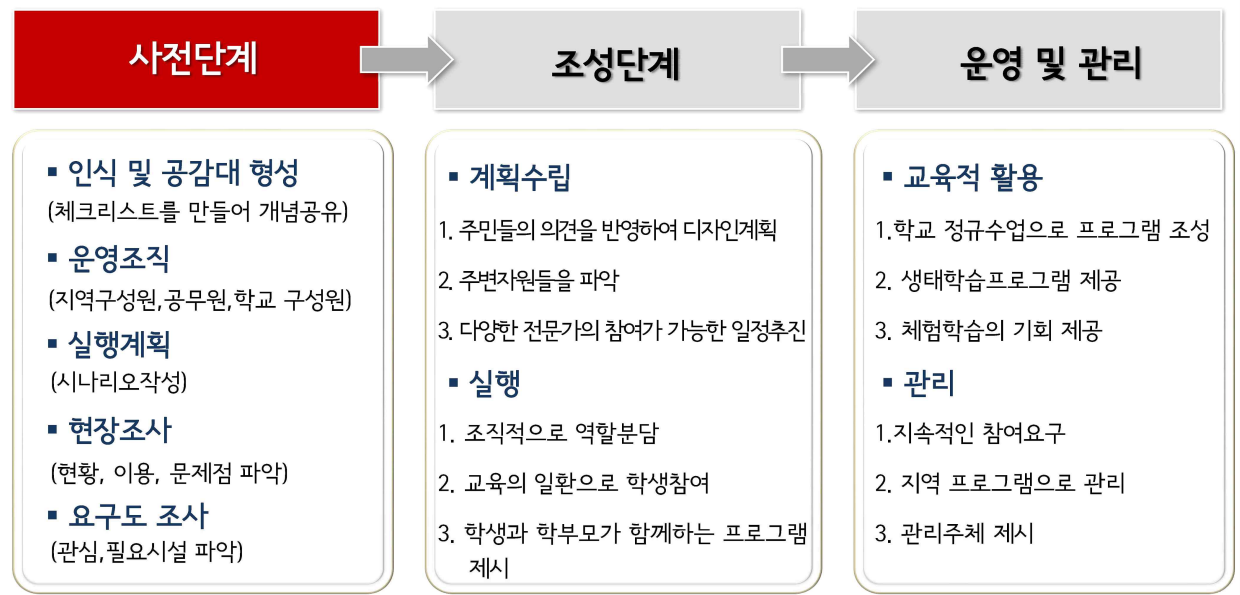 사전단계
조성단계
운영 및 관리
▪ 인식 및 공감대 형성
(체크리스트를 만들어 개념공유)
▪ 운영조직
(지역구성원,공무원,학교 구성원)
▪ 실행계획
(시나리오작성)
▪ 현장조사
(현황, 이용, 문제점 파악)
▪ 요구도 조사
(관심,필요시설 파악)
▪ 계획수립
1. 주민들의 의견을 반영하여 디자인계획
2. 주변자원들을 파악
3. 다양한 전문가의 참여가 가능한 일정추진
▪ 실행
1. 조직적으로 역할분담
2. 교육의 일환으로 학생참여
3. 학생과 학부모가 함께하는 프로그램
제시
▪ 교육적 활용
1.학교 정규수업으로 프로그램 조성
2. 생태학습프로그램 제공
3. 체험학습의 기회 제공
▪ 관리
1.지속적인 참여요구
2. 지역 프로그램으로 관리
3. 관리주체 제시